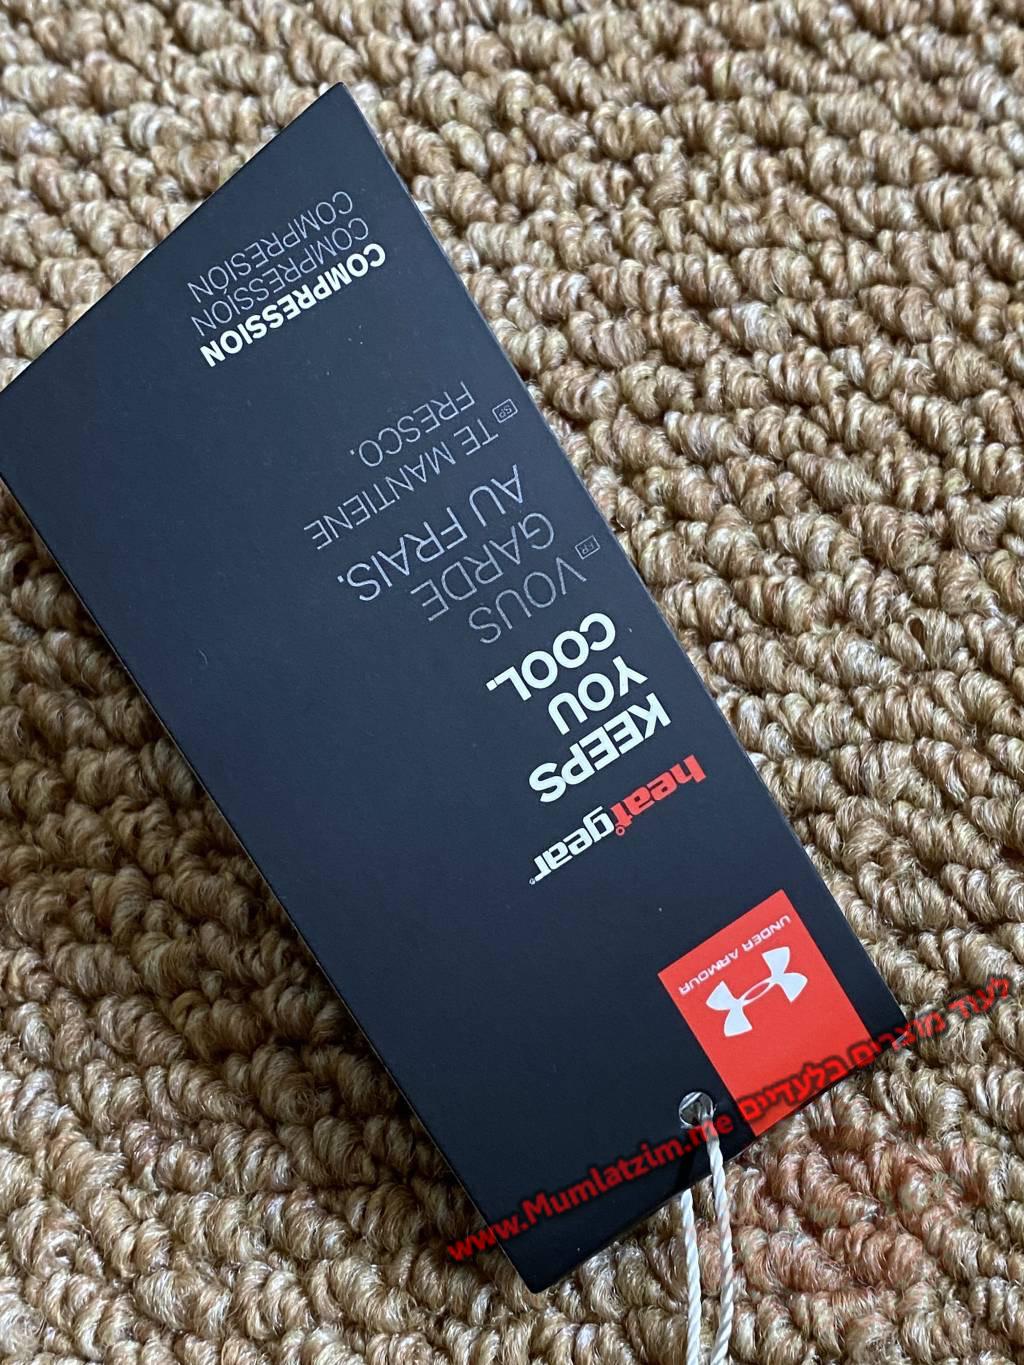 UNDER ARMOUR
heatgear®
KEEPS
YOU
COOL.
FP
VOUS
GARDE
AU FRAIS.
SP
TE MANTIENE
FRESCO.
COMPRESSION
COMPRESSION
COMPRESIÓN
www.Mumlatzim.me לעוד מוצרים בלעדיים